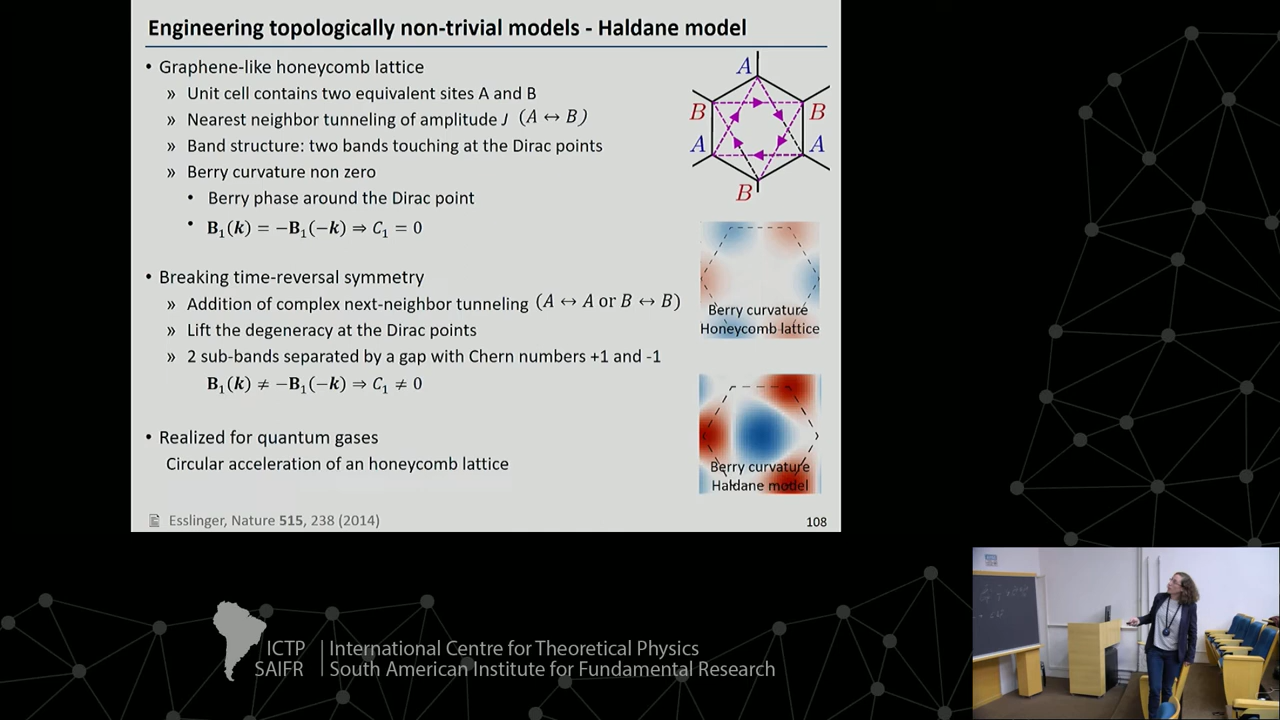 Engineering topologically non-trivial models - Haldane model
• Graphene-like honeycomb lattice
» Unit cell contains two equivalent sites A and B
» Nearest neighbor tunneling of amplitude J (A ↔ B)
» Band structure: two bands touching at the Dirac points
» Berry curvature non zero
• Berry phase around the Dirac point
• B₁(k) = −B₁(−k) ⇒ C₁ = 0
• Breaking time-reversal symmetry
» Addition of complex next-neighbor tunneling (A ↔ A or B ↔ B)
» Lift the degeneracy at the Dirac points
» 2 sub-bands separated by a gap with Chern numbers +1 and -1
B₁(k) ≠ −B₁(−k) ⇒ C₁ ≠ 0
• Realized for quantum gases
Circular acceleration of an honeycomb lattice
Esslinger, Nature 515, 238 (2014)
108
A
B B
A A
B
Berry curvature
Honeycomb lattice
Berry curvature
Haldane model
ICTP | International Centre for Theoretical Physics
SAIFR | South American Institute for Fundamental Research